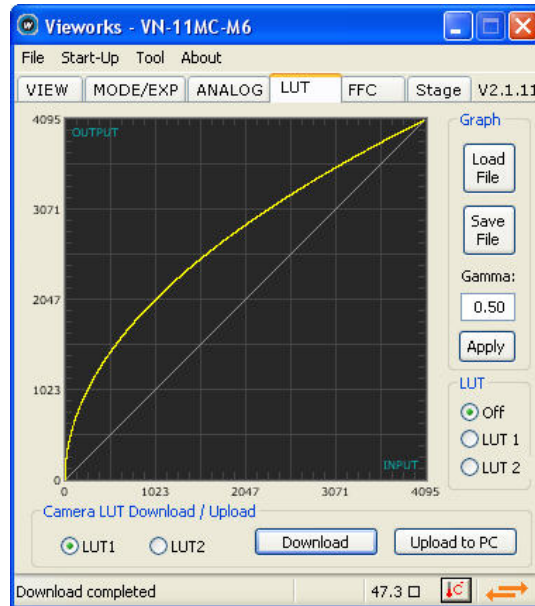 Vieworks - VN-11MC-M6
File Start-Up Tool About
VIEW MODE/EXP ANALOG LUT FFC Stage V2.1.11
Graph
4095
OUTPUT
3071
2047
1023
0
INPUT
0 1023 2047 3071 4095
Load File
Save File
Gamma:
0.50
Apply
LUT
Off
LUT 1
LUT 2
Camera LUT Download / Upload
LUT1 LUT2 Download Upload to PC
Download completed 47.3 □ C